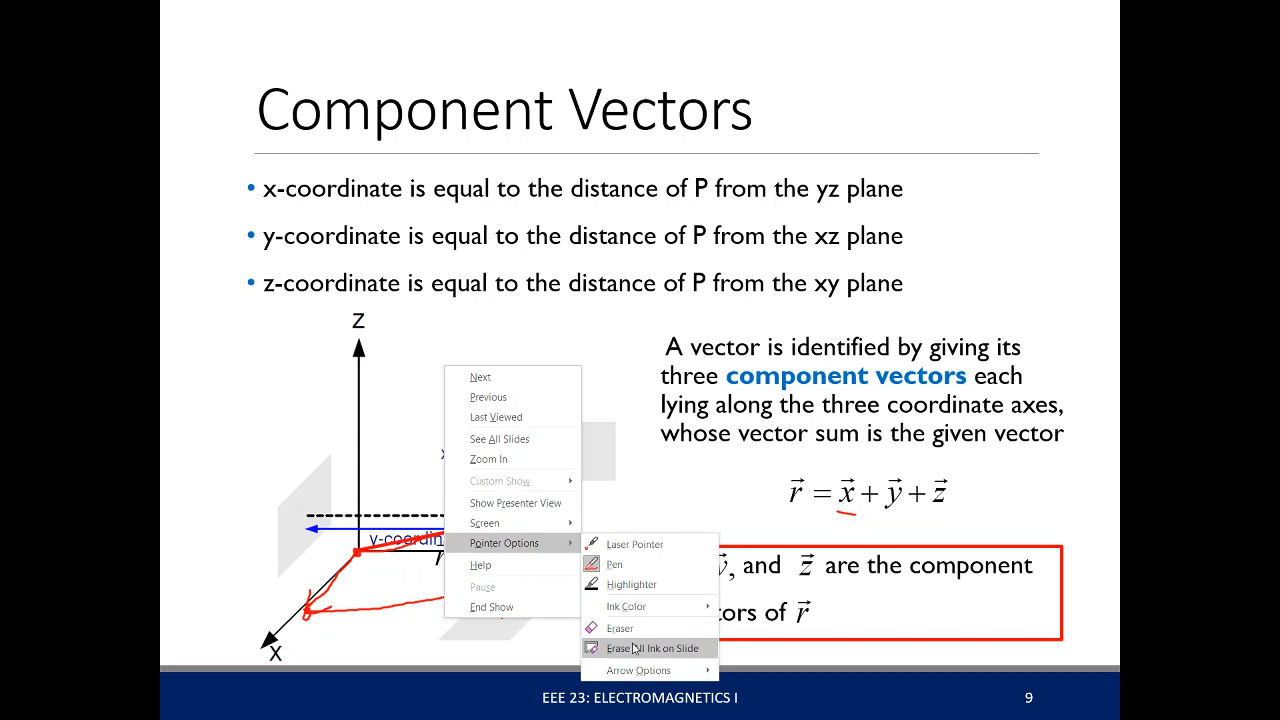 Component Vectors
• x-coordinate is equal to the distance of P from the yz plane
• y-coordinate is equal to the distance of P from the xz plane
• z-coordinate is equal to the distance of P from the xy plane
z
A vector is identified by giving its
three component vectors each
lying along the three coordinate axes,
whose vector sum is the given vector
r⃗ = x⃗ + y⃗ + z⃗
y⃗, and z⃗ are the component
tors of r⃗
x
y-coordin
r
x
Next
Previous
Last Viewed
See All Slides
Zoom In
Custom Show
Show Presenter View
Screen
Pointer Options
Help
Pause
End Show
Laser Pointer
Pen
Highlighter
Ink Color
Eraser
Erase All Ink on Slide
Arrow Options
EEE 23: ELECTROMAGNETICS I
9